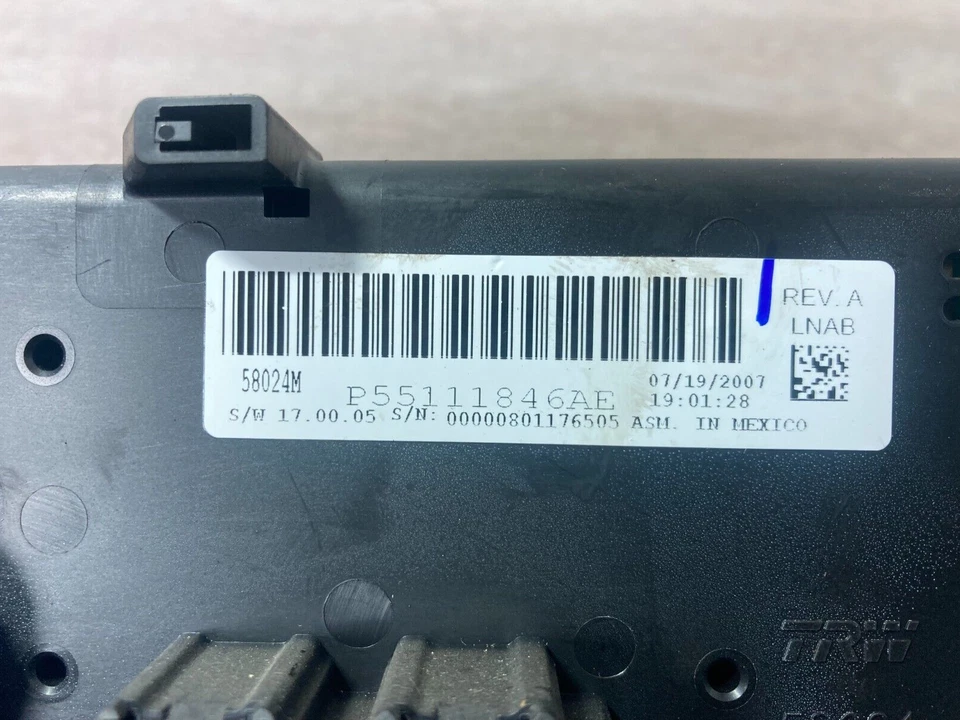 REV. A
LNAB
58024M
P55111846AE
07/19/2007
19:01:28
S/W 17.00.05 S/N: 00000801176505 ASM. IN MEXICO
TRW